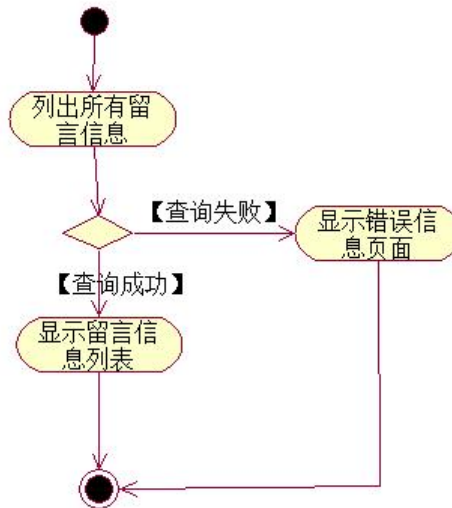 列出所有留
言信息
【查询失败】
显示错误信
息页面
【查询成功】
显示留言信
息列表